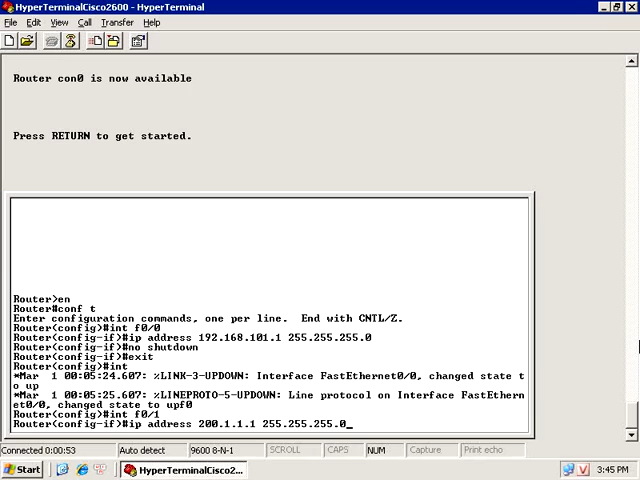 HyperTerminalCisco2600 - HyperTerminal
File Edit View Call Transfer Help
Router con0 is now available
Press RETURN to get started.
Router>en
Router#conf t
Enter configuration commands, one per line.  End with CNTL/Z.
Router(config)#int f0/0
Router(config-if)#ip address 192.168.101.1 255.255.255.0
Router(config-if)#no shutdown
Router(config-if)#exit
Router(config)#int
*Mar  1 00:05:24.607: %LINK-3-UPDOWN: Interface FastEthernet0/0, changed state t
o up
*Mar  1 00:05:25.607: %LINEPROTO-5-UPDOWN: Line protocol on Interface FastEthern
et0/0, changed state to upf0
Router(config)#int f0/1
Router(config-if)#ip address 200.1.1.1 255.255.255.0_
Connected 0:00:53 Auto detect 9600 8-N-1 SCROLL CAPS NUM Capture Print echo
Start HyperTerminalCisco2... 3:45 PM